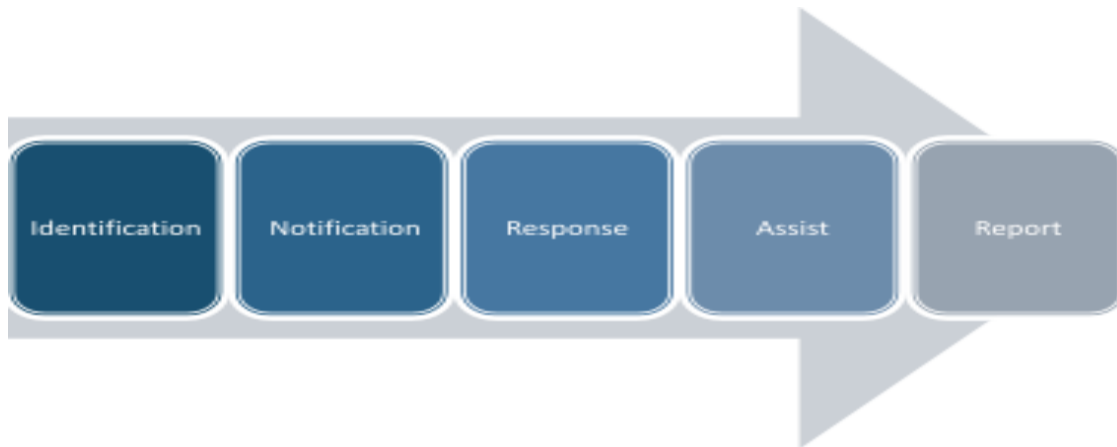 Identification
Notification
Response
Assist
Report